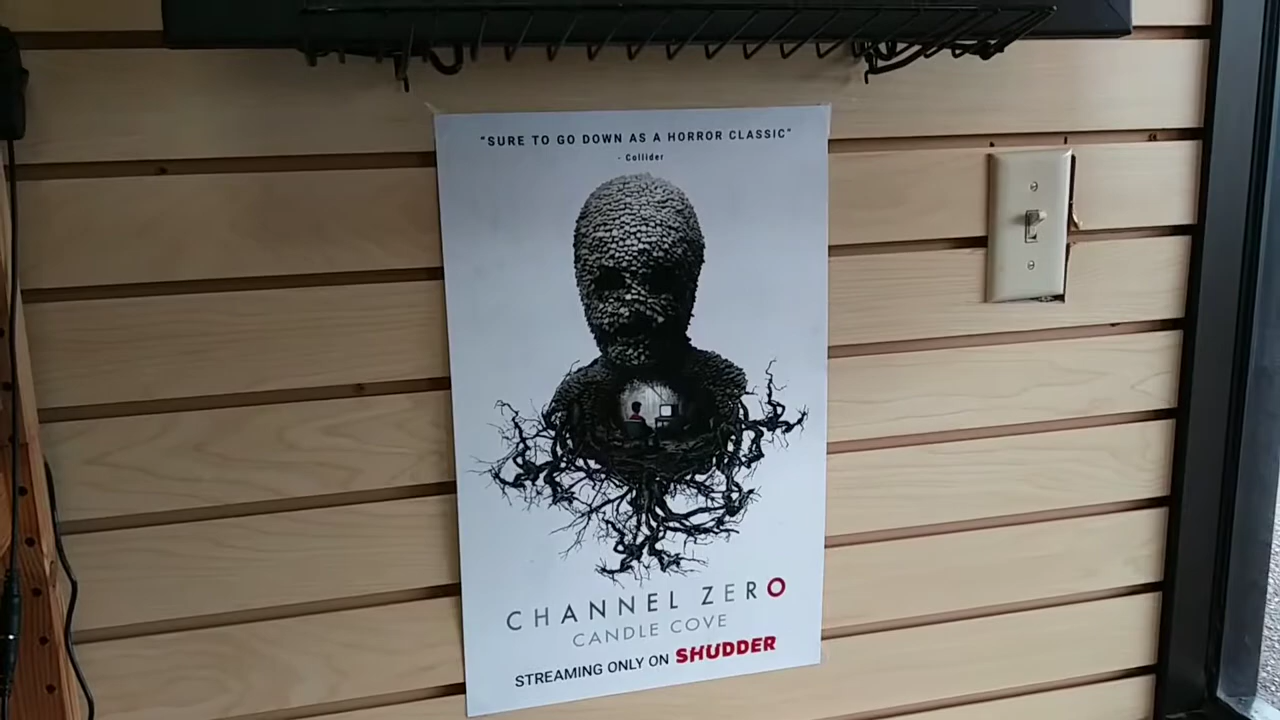 "SURE TO GO DOWN AS A HORROR CLASSIC"
- Collider
CHANNEL ZERO
CANDLE COVE
STREAMING ONLY ON SHUDDER